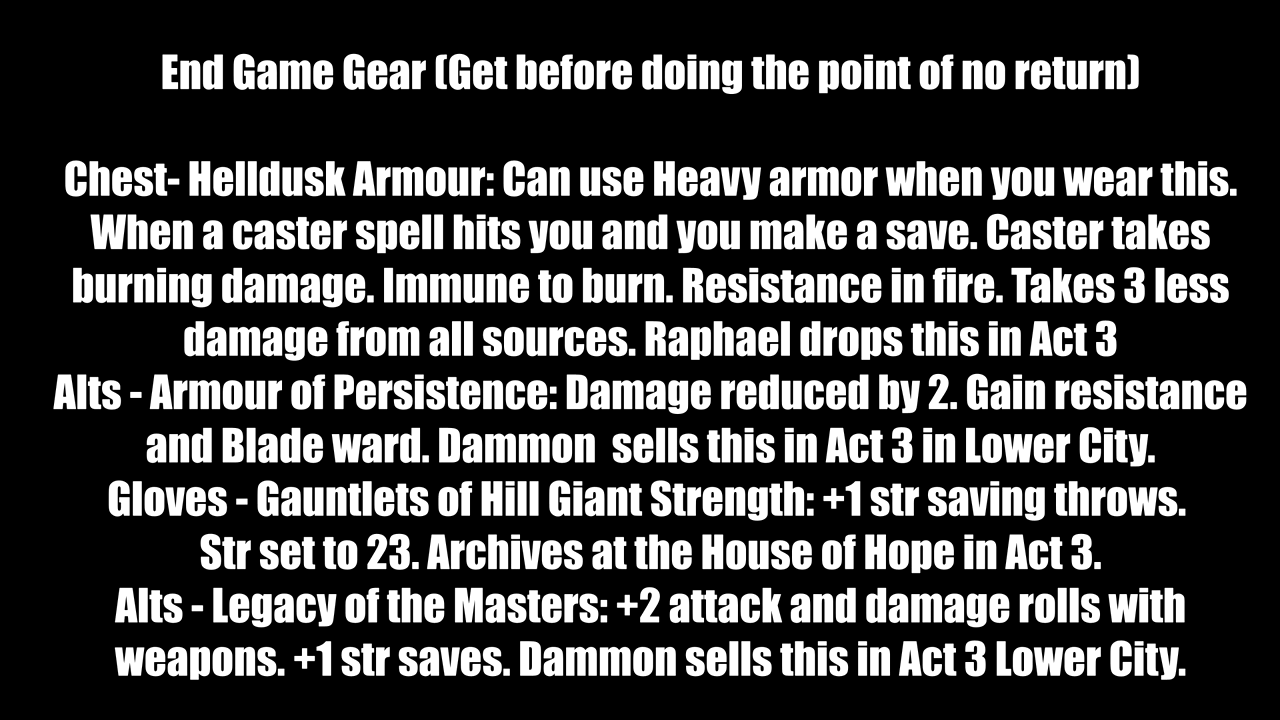 End Game Gear (Get before doing the point of no return)
Chest- Helldusk Armour: Can use Heavy armor when you wear this.
When a caster spell hits you and you make a save. Caster takes
burning damage. Immune to burn. Resistance in fire. Takes 3 less
damage from all sources. Raphael drops this in Act 3
Alts - Armour of Persistence: Damage reduced by 2. Gain resistance
and Blade ward. Dammon  sells this in Act 3 in Lower City.
Gloves - Gauntlets of Hill Giant Strength: +1 str saving throws.
Str set to 23. Archives at the House of Hope in Act 3.
Alts - Legacy of the Masters: +2 attack and damage rolls with
weapons. +1 str saves. Dammon sells this in Act 3 Lower City.